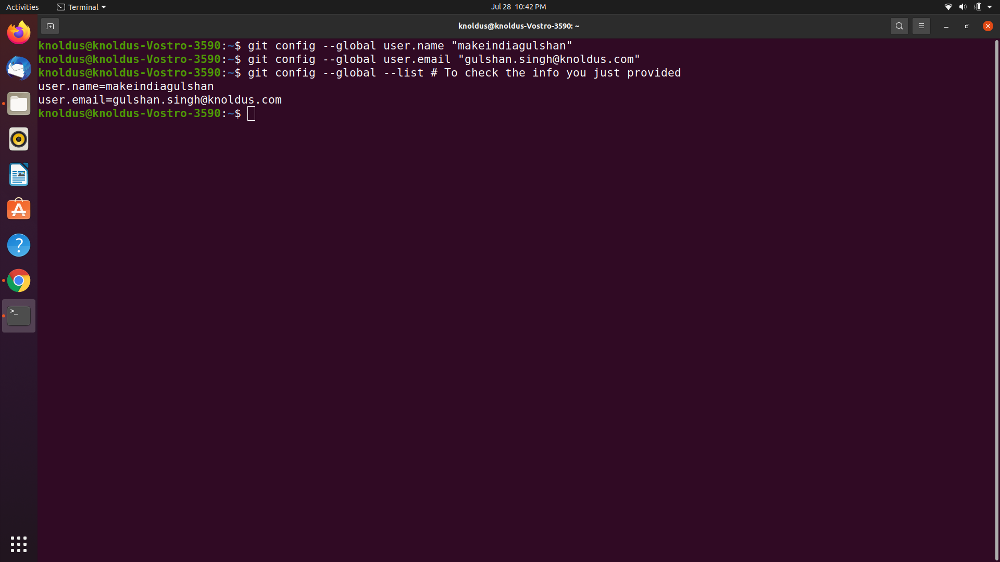 Activities
Terminal
Jul 28 10:42 PM
knoldus@knoldus-Vostro-3590: ~
knoldus@knoldus-Vostro-3590:~$ git config --global user.name "makeindiagulshan"
knoldus@knoldus-Vostro-3590:~$ git config --global user.email "gulshan.singh@knoldus.com"
knoldus@knoldus-Vostro-3590:~$ git config --global --list # To check the info you just provided
user.name=makeindiagulshan
user.email=gulshan.singh@knoldus.com
knoldus@knoldus-Vostro-3590:~$